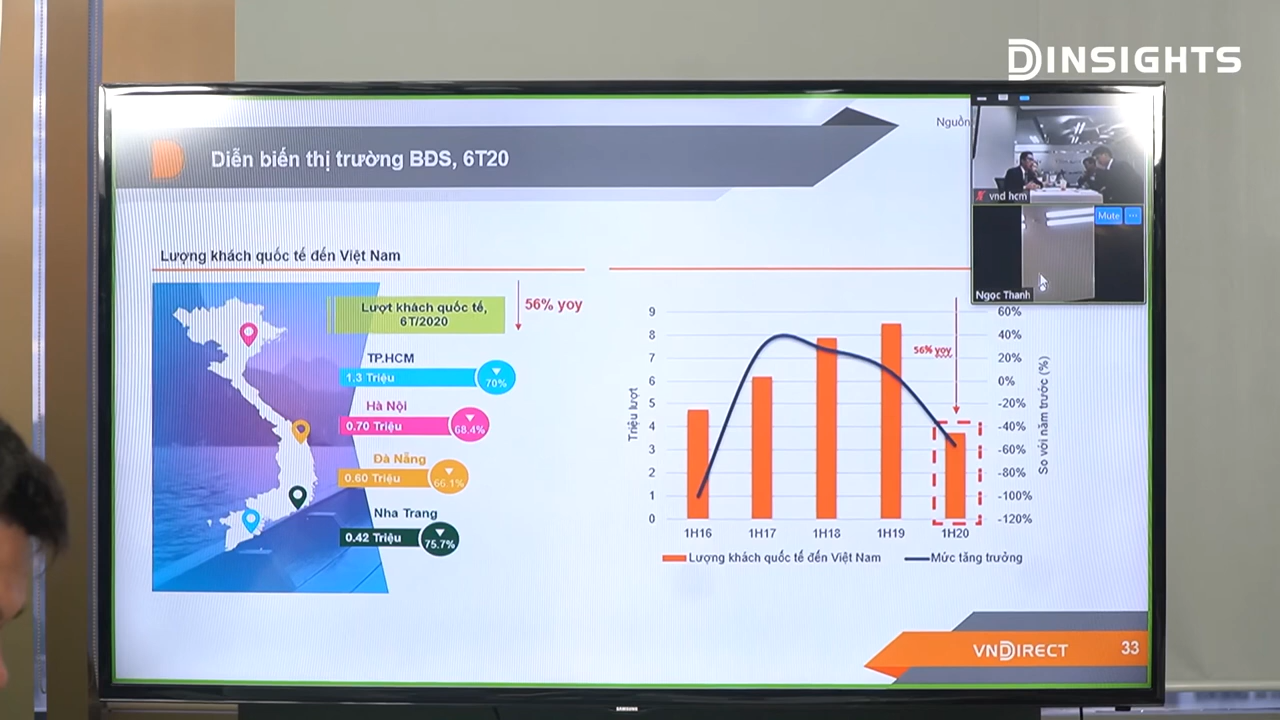 DINSIGHTS
Diễn biến thị trường BĐS, 6T20
Nguồn
vnd hcm
Mute
Ngọc Thanh
Lượng khách quốc tế đến Việt Nam
Lượt khách quốc tế,
6T/2020
56% yoy
TP.HCM
1.3 Triệu
70%
Hà Nội
0.70 Triệu
68.4%
Đà Nẵng
0.60 Triệu
66.1%
Nha Trang
0.42 Triệu
75.7%
9
8
7
6
5
4
3
2
1
0
Triệu lượt
56% yoy
60%
40%
20%
0%
-20%
-40%
-60%
-80%
-100%
-120%
So với năm trước (%)
1H16 1H17 1H18 1H19 1H20
Lượng khách quốc tế đến Việt Nam Mức tăng trưởng
VNDIRECT 33
SAMSUNG